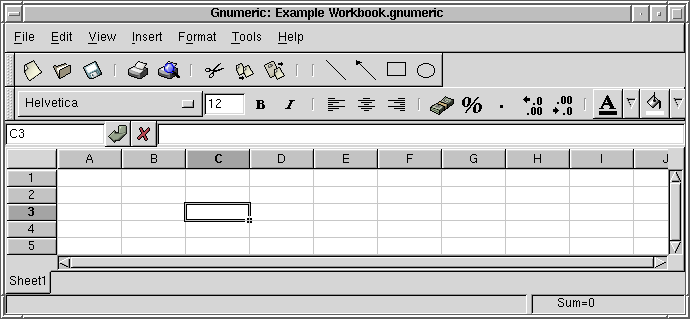 Gnumeric: Example Workbook.gnumeric
File Edit View Insert Format Tools Help
Helvetica 12 B I % . .0 .00 .00 .0 A
C3
A B C D E F G H I J
1
2
3
4
5
Sheet1
Sum=0